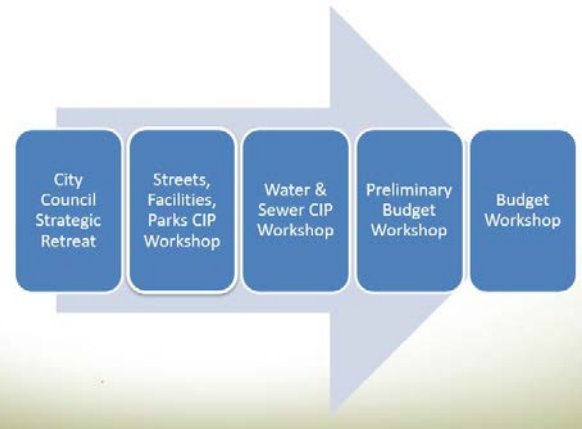 City
Council
Strategic
Retreat
Streets,
Facilities,
Parks CIP
Workshop
Water &
Sewer CIP
Workshop
Preliminary
Budget
Workshop
Budget
Workshop